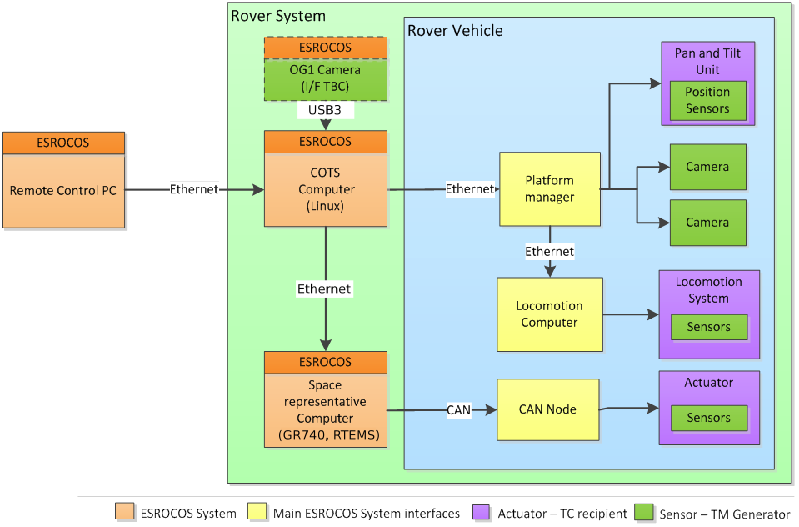 Rover System
Rover Vehicle
ESROCOS
OG1 Camera
(I/F TBC)
USB3
Pan and Tilt
Unit
Position
Sensors
ESROCOS
Remote Control PC
Ethernet
ESROCOS
COTS
Computer
(Linux)
Ethernet
Platform
manager
Camera
Camera
Ethernet
Ethernet
Locomotion
Computer
Locomotion
System
Sensors
ESROCOS
Space
representative
Computer
(GR740, RTEMS)
CAN
CAN Node
Actuator
Sensors
ESROCOS System
Main ESROCOS System interfaces
Actuator – TC recipient
Sensor – TM Generator